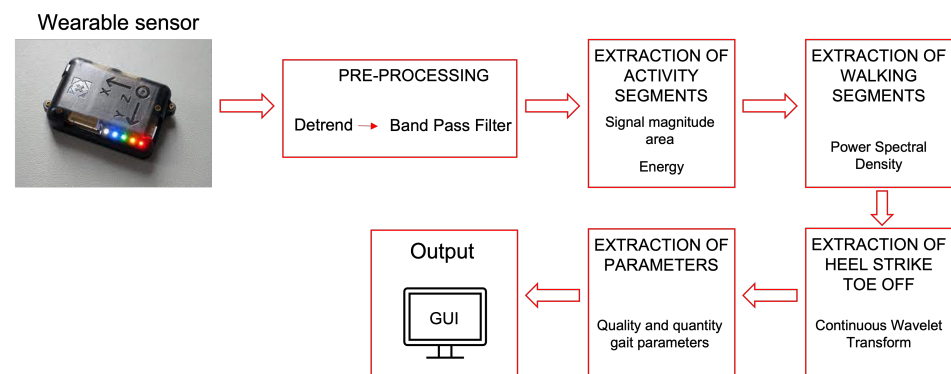 Wearable sensor
X
Z
Y
PRE-PROCESSING
Detrend
Band Pass Filter
EXTRACTION OF
ACTIVITY
SEGMENTS
Signal magnitude
area
Energy
EXTRACTION OF
WALKING
SEGMENTS
Power Spectral
Density
EXTRACTION OF
HEEL STRIKE
TOE OFF
Continuous Wavelet
Transform
EXTRACTION OF
PARAMETERS
Quality and quantity
gait parameters
Output
GUI